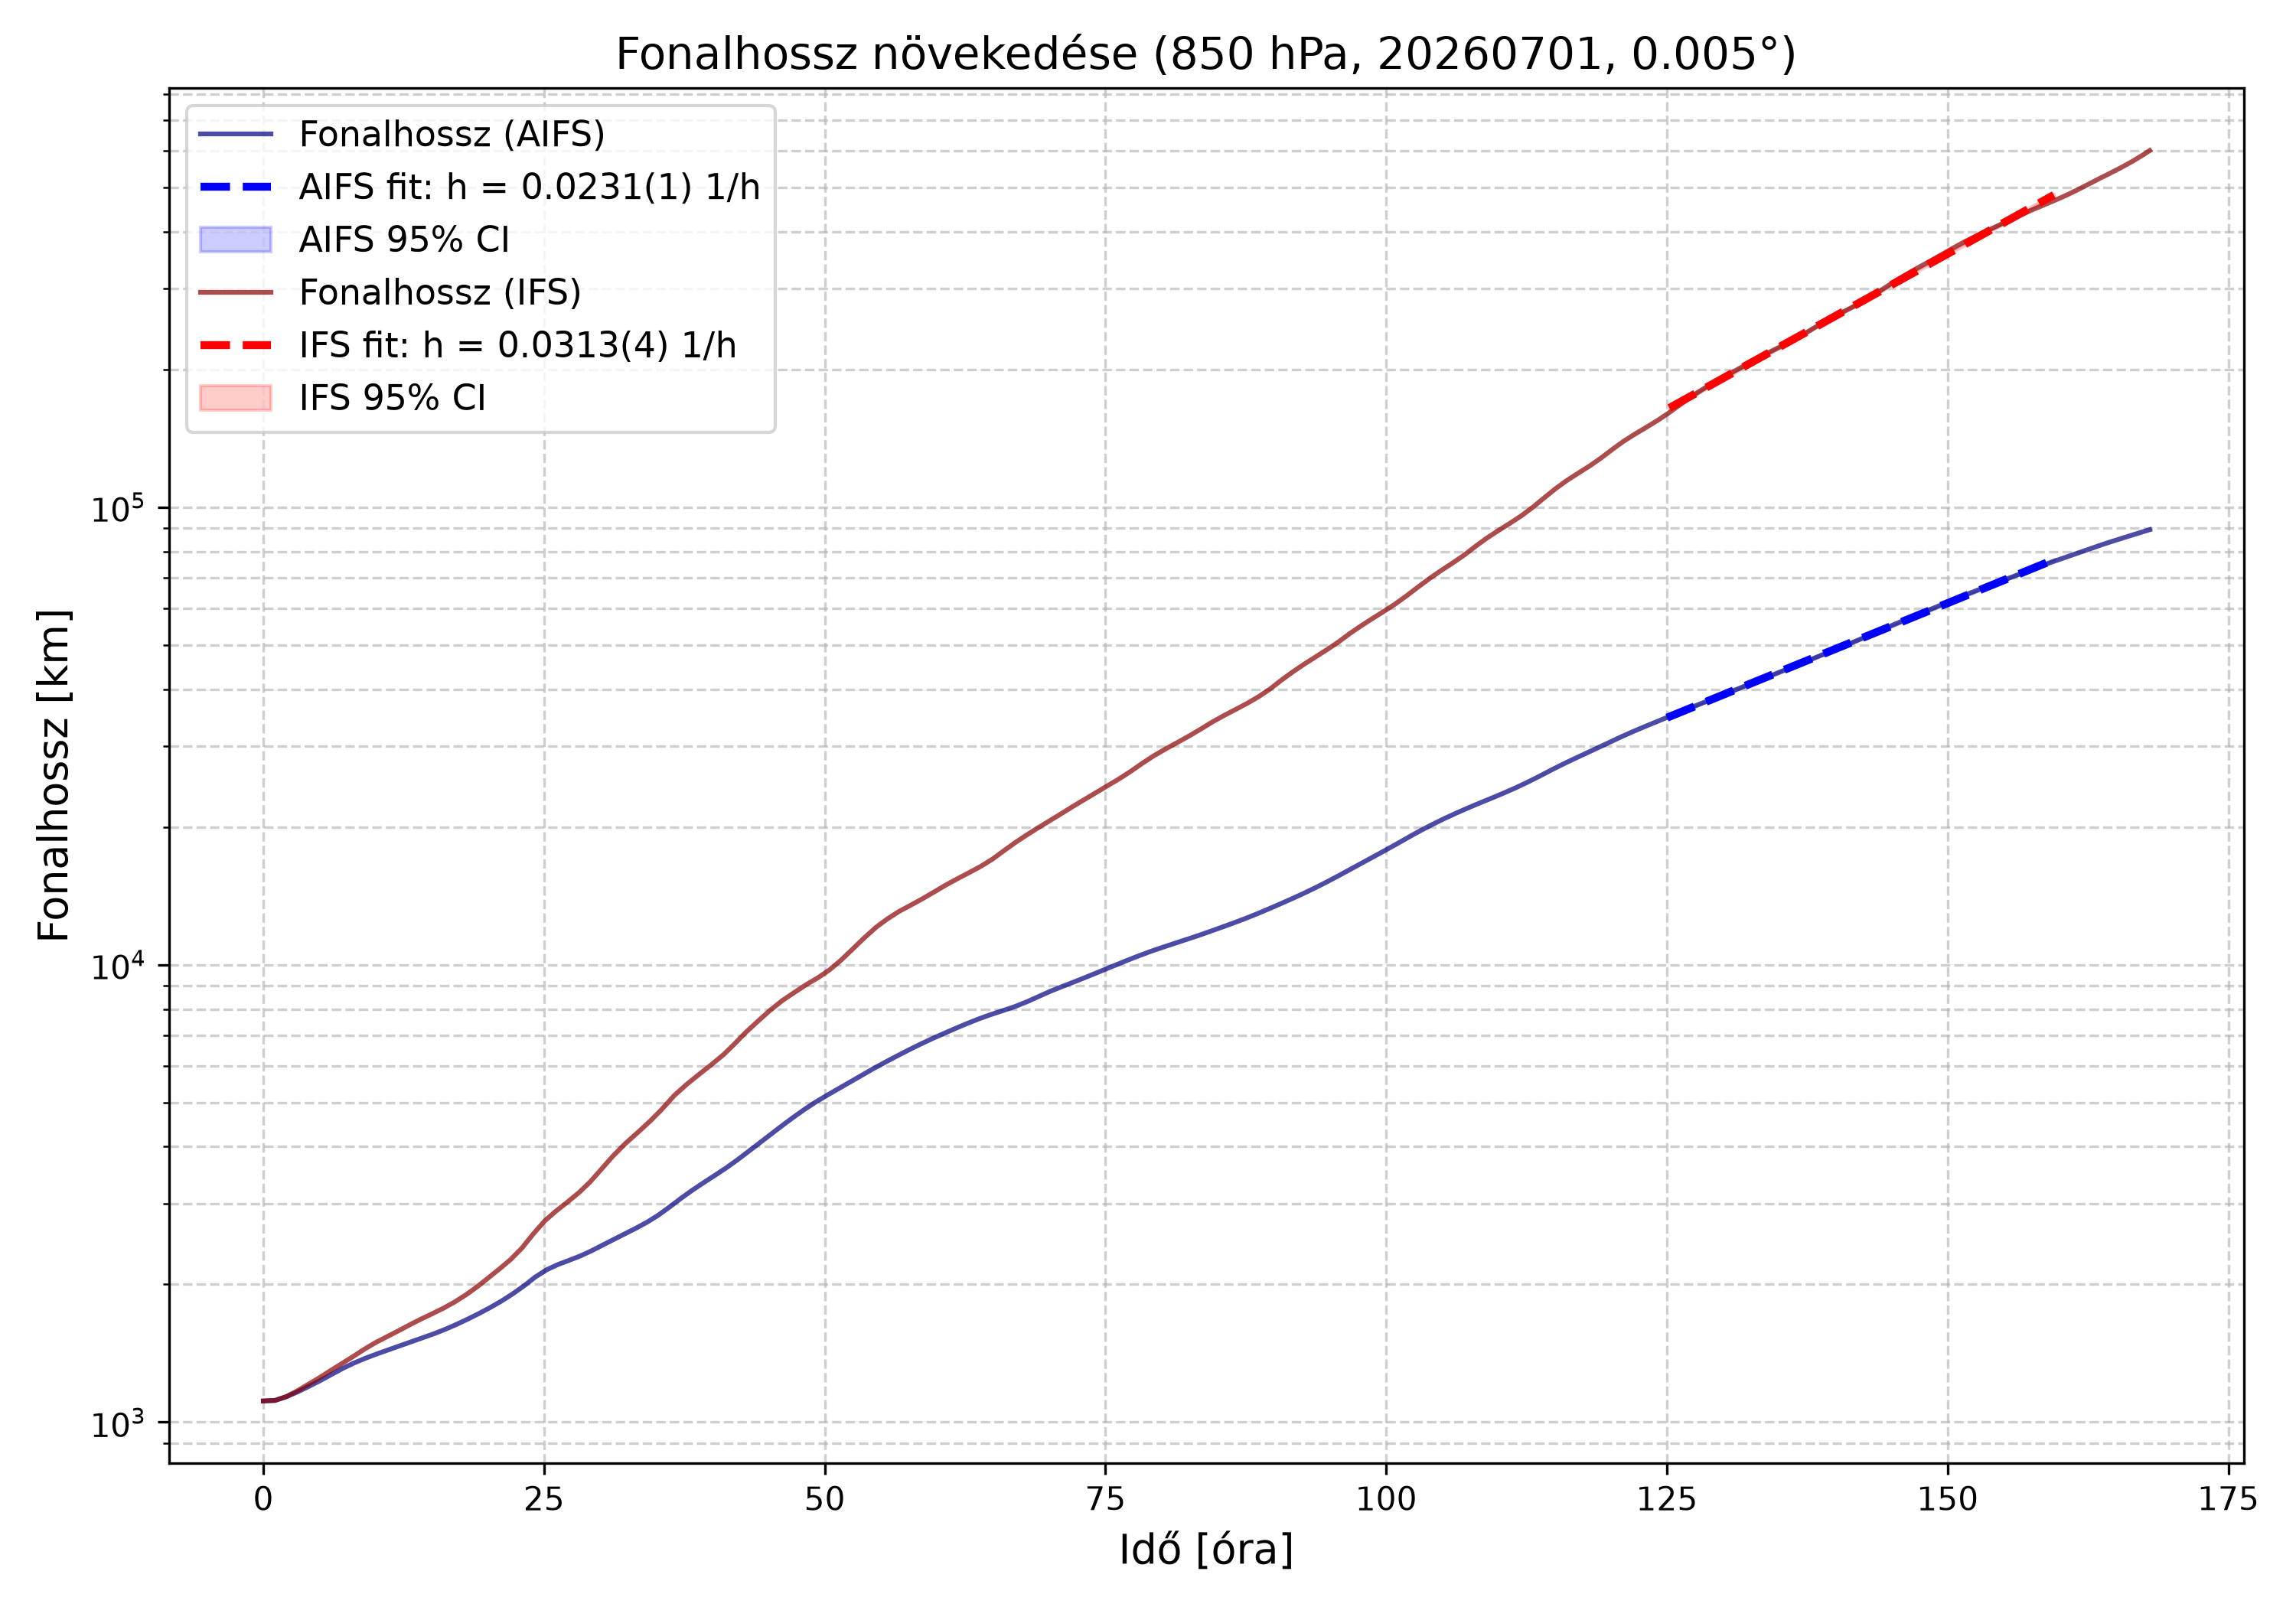 Fonalhossz növekedése (850 hPa, 20260701, 0.005°)
Fonalhossz (AIFS)
AIFS fit: h = 0.0231(1) 1/h
AIFS 95% CI
Fonalhossz (IFS)
IFS fit: h = 0.0313(4) 1/h
IFS 95% CI
Fonalhossz [km]
10⁵
10⁴
10³
0 25 50 75 100 125 150 175
Idő [óra]